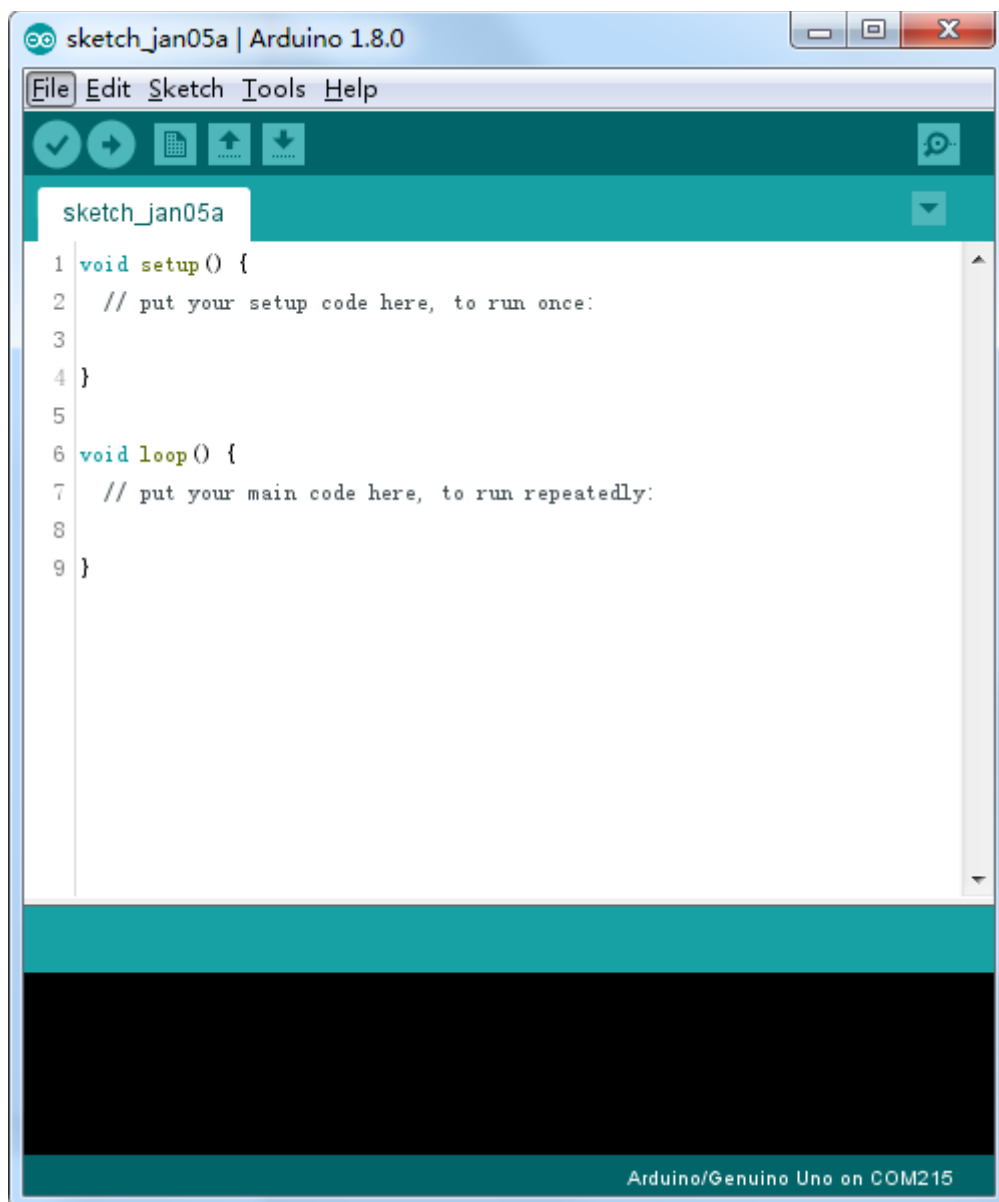 sketch_jan05a | Arduino 1.8.0
File Edit Sketch Tools Help
sketch_jan05a
1 void setup() {
2 // put your setup code here, to run once:
3
4 }
5
6 void loop() {
7 // put your main code here, to run repeatedly:
8
9 }
Arduino/Genuino Uno on COM215